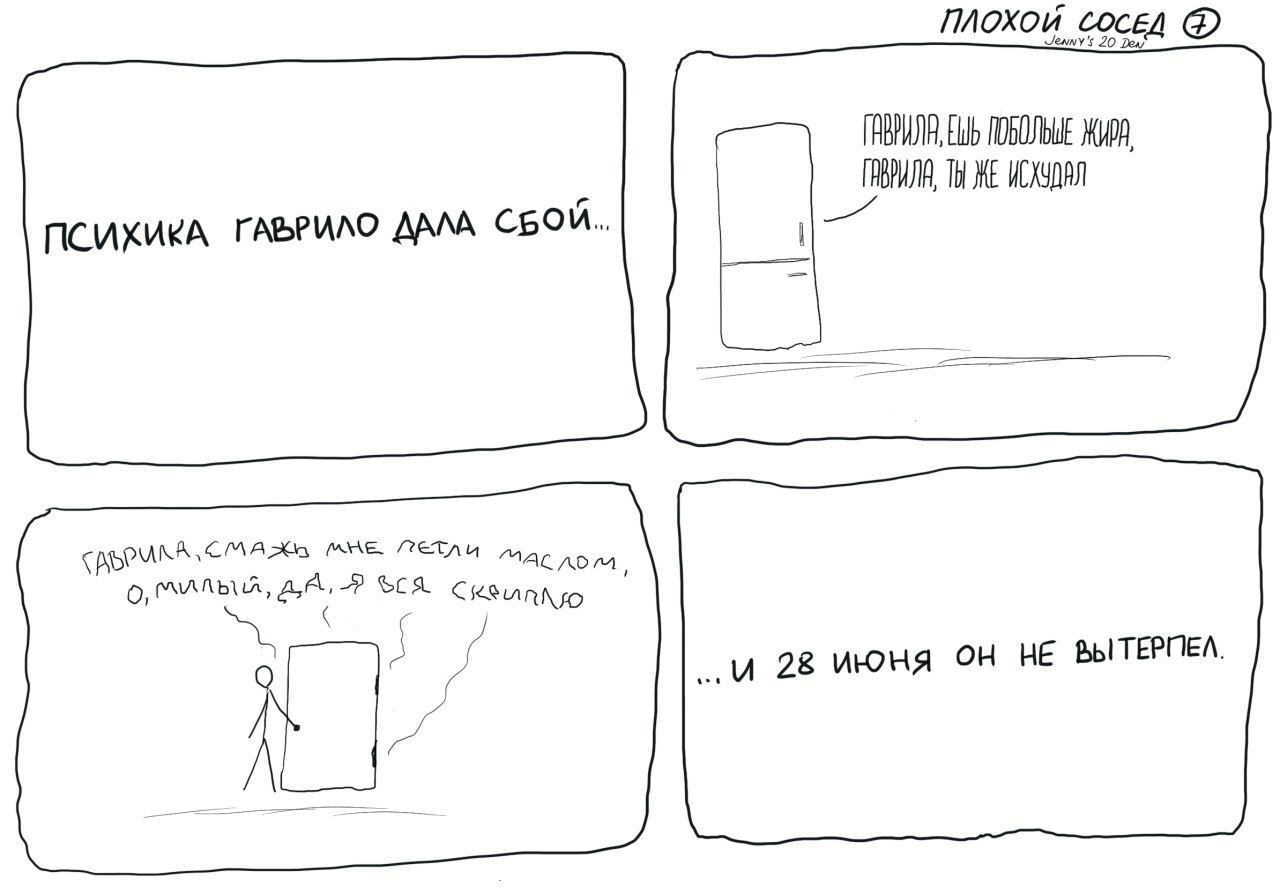 ПЛОХОЙ СОСЕД 7
JENNY'S 20 DEN
ПСИХИКА ГАВРИЛО ДАЛА СБОЙ...
ГАВРИЛА, ЕШЬ ПОБОЛЬШЕ ЖИРА,
ГАВРИЛА, ТЫ ЖЕ ИСХУДАЛ
ГАВРИЛА, СМАЖЬ МНЕ ПЕТЛИ МАСЛОМ,
О, МИЛЫЙ, ДА, Я ВСЯ СКРИПЛЮ
...И 28 ИЮНЯ ОН НЕ ВЫТЕРПЕЛ.